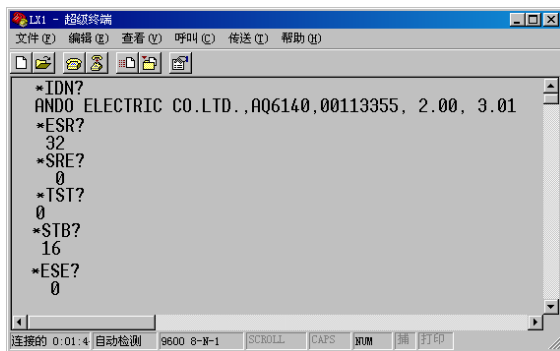 LX1 - 超级终端
文件(F) 编辑(E) 查看(V) 呼叫(C) 传送(T) 帮助(H)
*IDN?
ANDO ELECTRIC CO.LTD.,AQ6140,00113355, 2.00, 3.01
*ESR?
32
*SRE?
0
*TST?
0
*STB?
16
*ESE?
0
连接的 0:01:4 自动检测 9600 8-N-1 SCROLL CAPS NUM 捕 打印